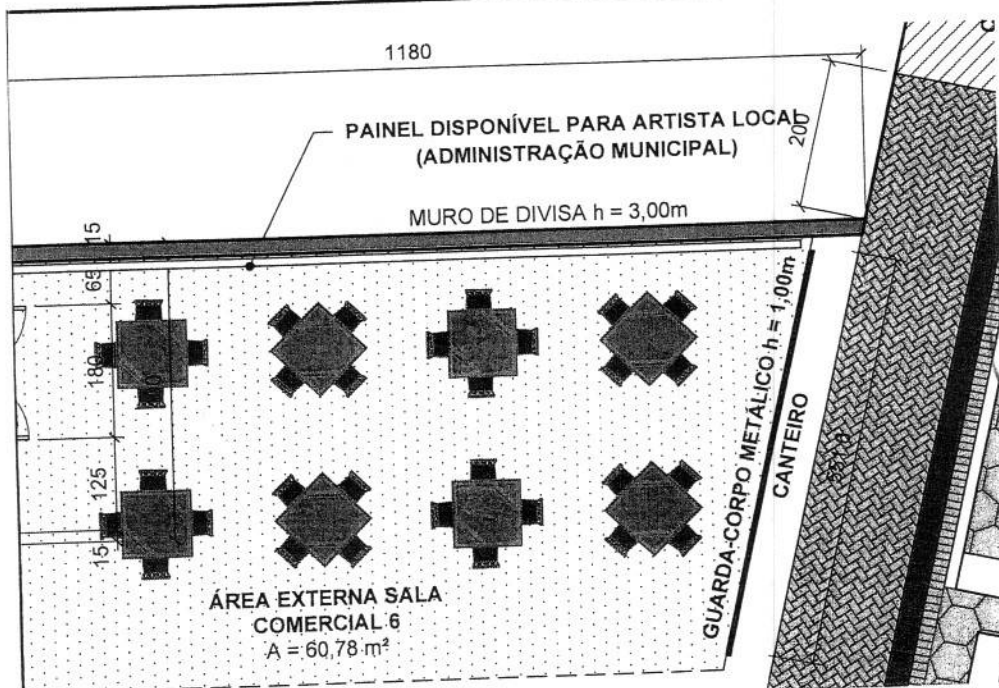 1180
PAINEL DISPONÍVEL PARA ARTISTA LOCAL
(ADMINISTRAÇÃO MUNICIPAL)
200
MURO DE DIVISA h = 3,00m
15
65
180
125
15
GUARDA-CORPO METÁLICO h = 1,00m
CANTEIRO
ÁREA EXTERNA SALA
COMERCIAL 6
A = 60,78 m²